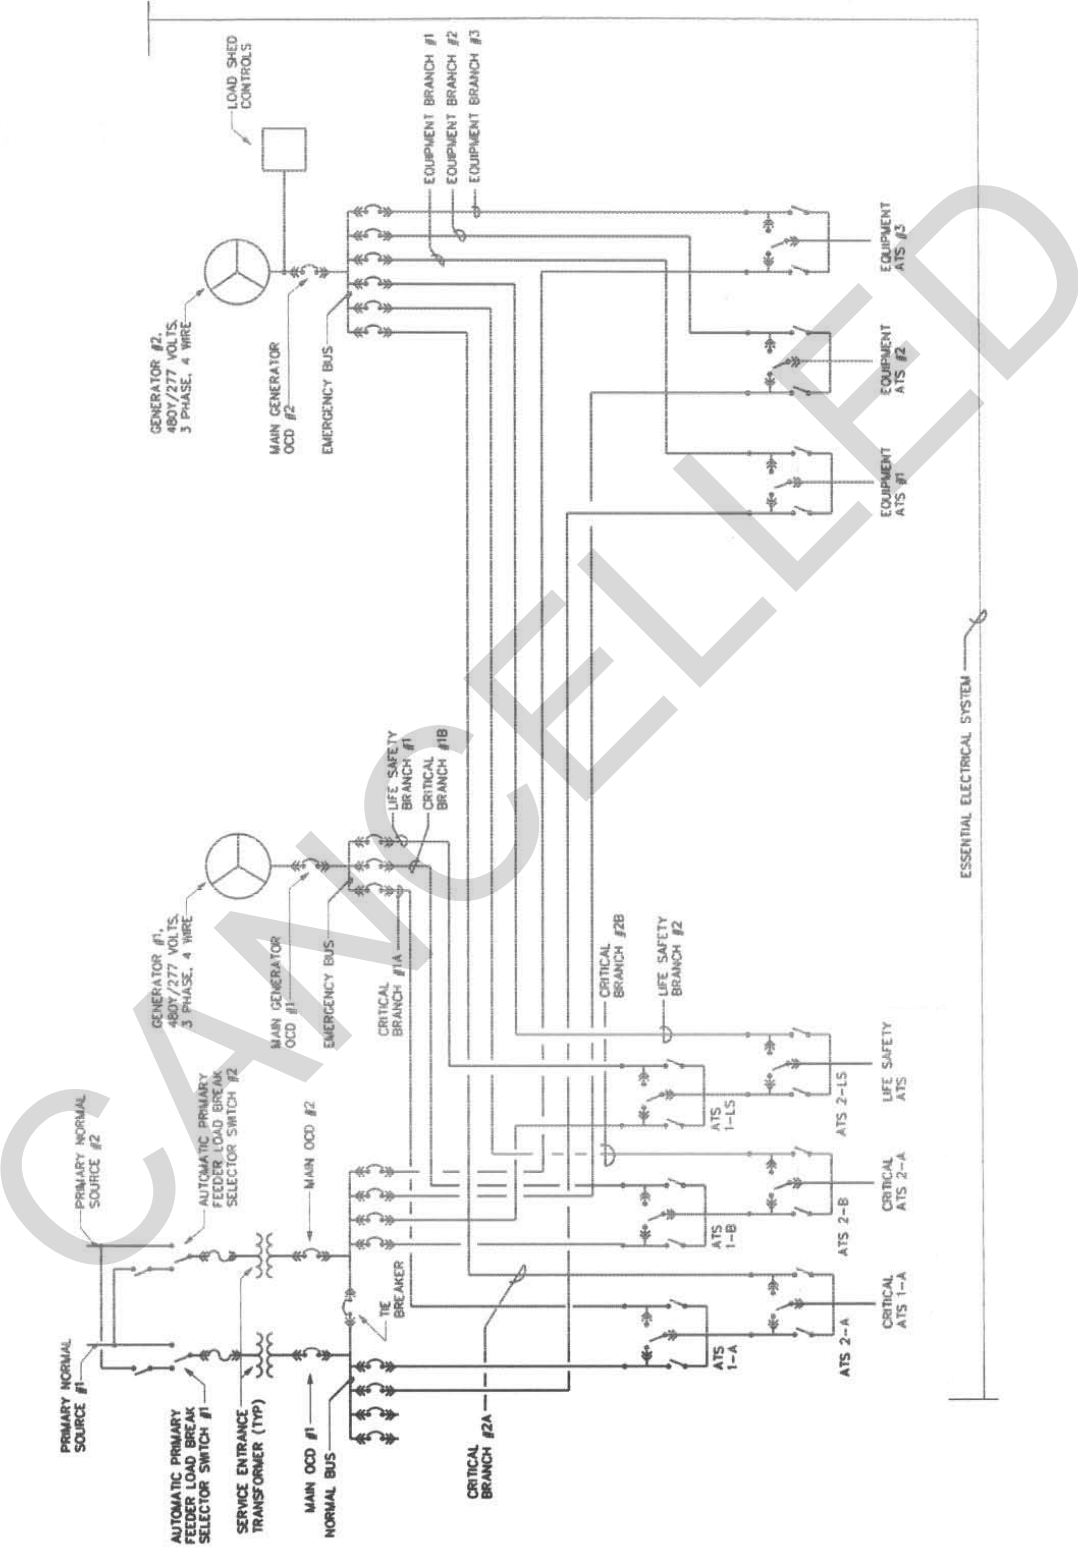 PRIMARY NORMAL
SOURCE #1
PRIMARY NORMAL
SOURCE #2
AUTOMATIC PRIMARY
FEEDER LOAD BREAK
SELECTOR SWITCH #1
AUTOMATIC PRIMARY
FEEDER LOAD BREAK
SELECTOR SWITCH #2
SERVICE ENTRANCE
TRANSFORMER (TYP)
MAIN OCD #1
MAIN OCD #2
NORMAL BUS
TIE
BREAKER
GENERATOR #1,
480Y/277 VOLTS,
3 PHASE, 4 WIRE
MAIN GENERATOR
OCD #1
EMERGENCY BUS
CRITICAL
BRANCH #1A
LIFE SAFETY
BRANCH #1
CRITICAL
BRANCH #1B
GENERATOR #2,
480Y/277 VOLTS,
3 PHASE, 4 WIRE
MAIN GENERATOR
OCD #2
EMERGENCY BUS
LOAD SHED
CONTROLS
EQUIPMENT BRANCH #1
EQUIPMENT BRANCH #2
EQUIPMENT BRANCH #3
CRITICAL
BRANCH #2A
CRITICAL
BRANCH #2B
LIFE SAFETY
BRANCH #2
ATS
1-A
ATS
1-B
ATS
1-LS
ATS 2-A
ATS 2-B
ATS 2-LS
CRITICAL
ATS 1-A
CRITICAL
ATS 2-A
LIFE SAFETY
ATS
EQUIPMENT
ATS #1
EQUIPMENT
ATS #2
EQUIPMENT
ATS #3
ESSENTIAL ELECTRICAL SYSTEM
CANCELLED